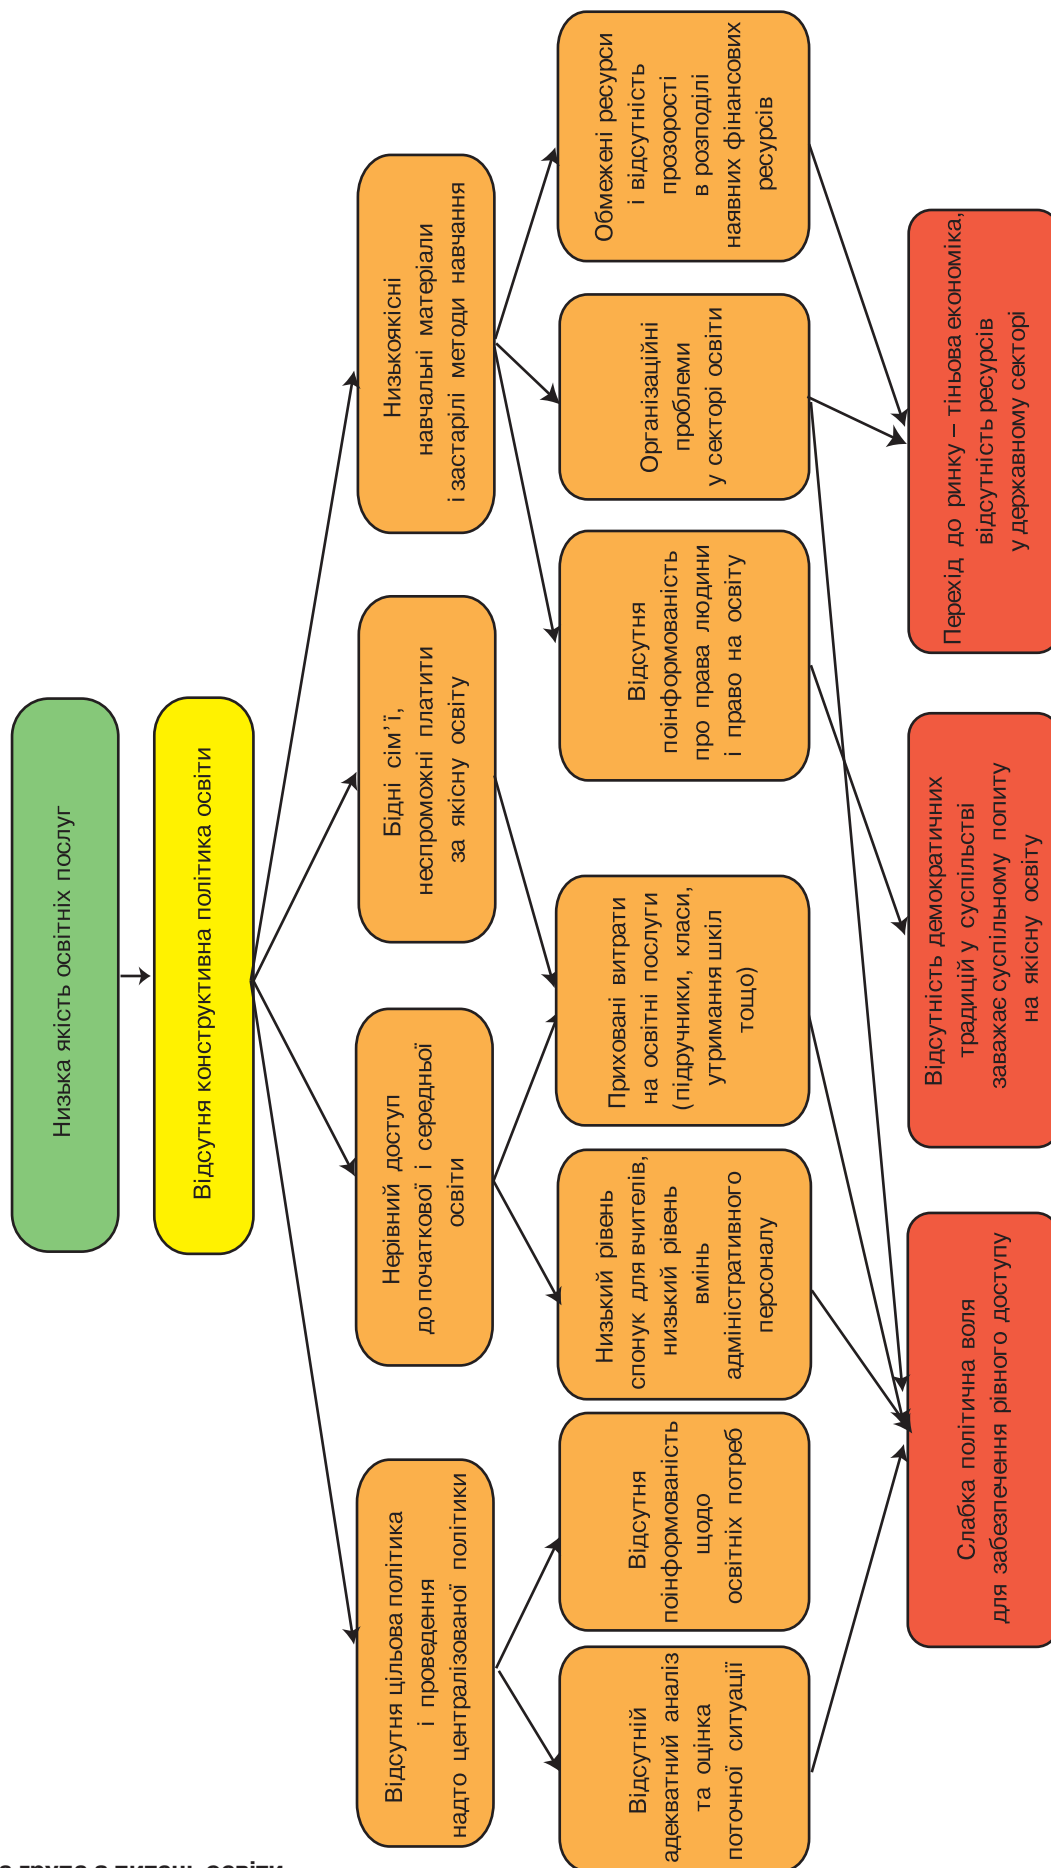 Низька якість освітніх послуг
Відсутня конструктивна політика освіти
Відсутня цільова політика
і проведення
надто централізованої політики
Нерівний доступ
до початкової і середньої
освіти
Бідні сім’ї,
неспроможні платити
за якісну освіту
Низькоякісні
навчальні матеріали
і застарілі методи навчання
Відсутній
адекватний аналіз
та оцінка
поточної ситуації
Відсутня
поінформованість
щодо
освітніх потреб
Низький рівень
спонук для вчителів,
низький рівень
вмінь
адміністративного
персоналу
Приховані витрати
на освітні послуги
(підручники, класи,
утримання шкіл
тощо)
Відсутня
поінформованість
про права людини
і право на освіту
Організаційні
проблеми
у секторі освіти
Обмежені ресурси
і відсутність
прозорості
в розподілі
наявних фінансових
ресурсів
Слабка політична воля
для забезпечення рівного доступу
Відсутність демократичних
традицій у суспільстві
заважає суспільному попиту
на якісну освіту
Перехід до ринку – тіньова економіка,
відсутність ресурсів
у державному секторі